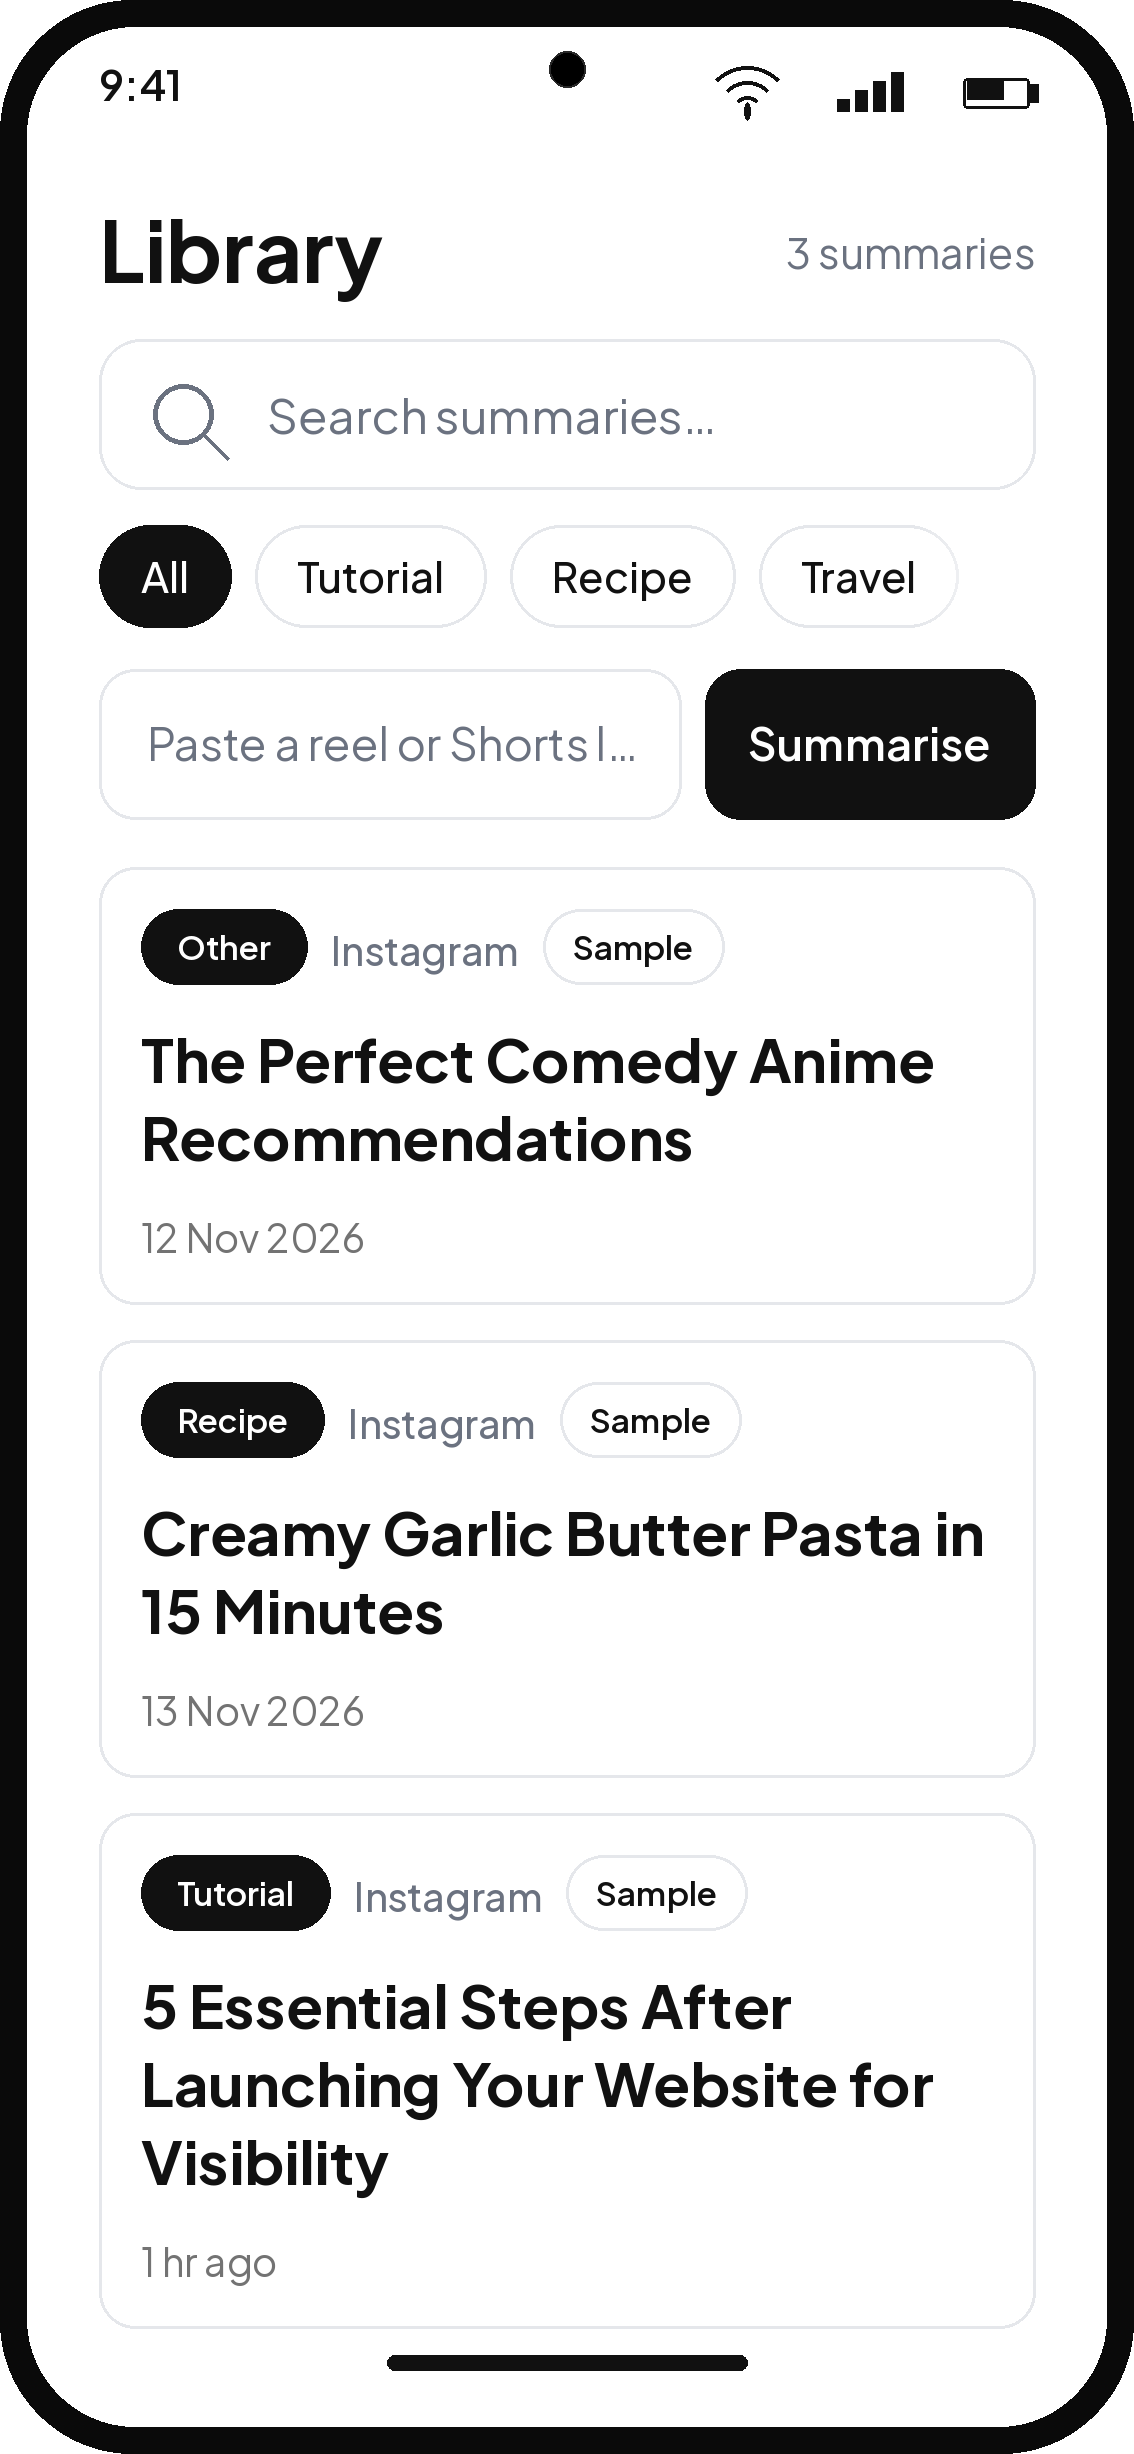 9:41
Library
3 summaries
Search summaries...
All
Tutorial
Recipe
Travel
Paste a reel or Shorts l...
Summarise
Other
Instagram
Sample
The Perfect Comedy Anime
Recommendations
12 Nov 2026
Recipe
Instagram
Sample
Creamy Garlic Butter Pasta in
15 Minutes
13 Nov 2026
Tutorial
Instagram
Sample
5 Essential Steps After
Launching Your Website for
Visibility
1 hr ago